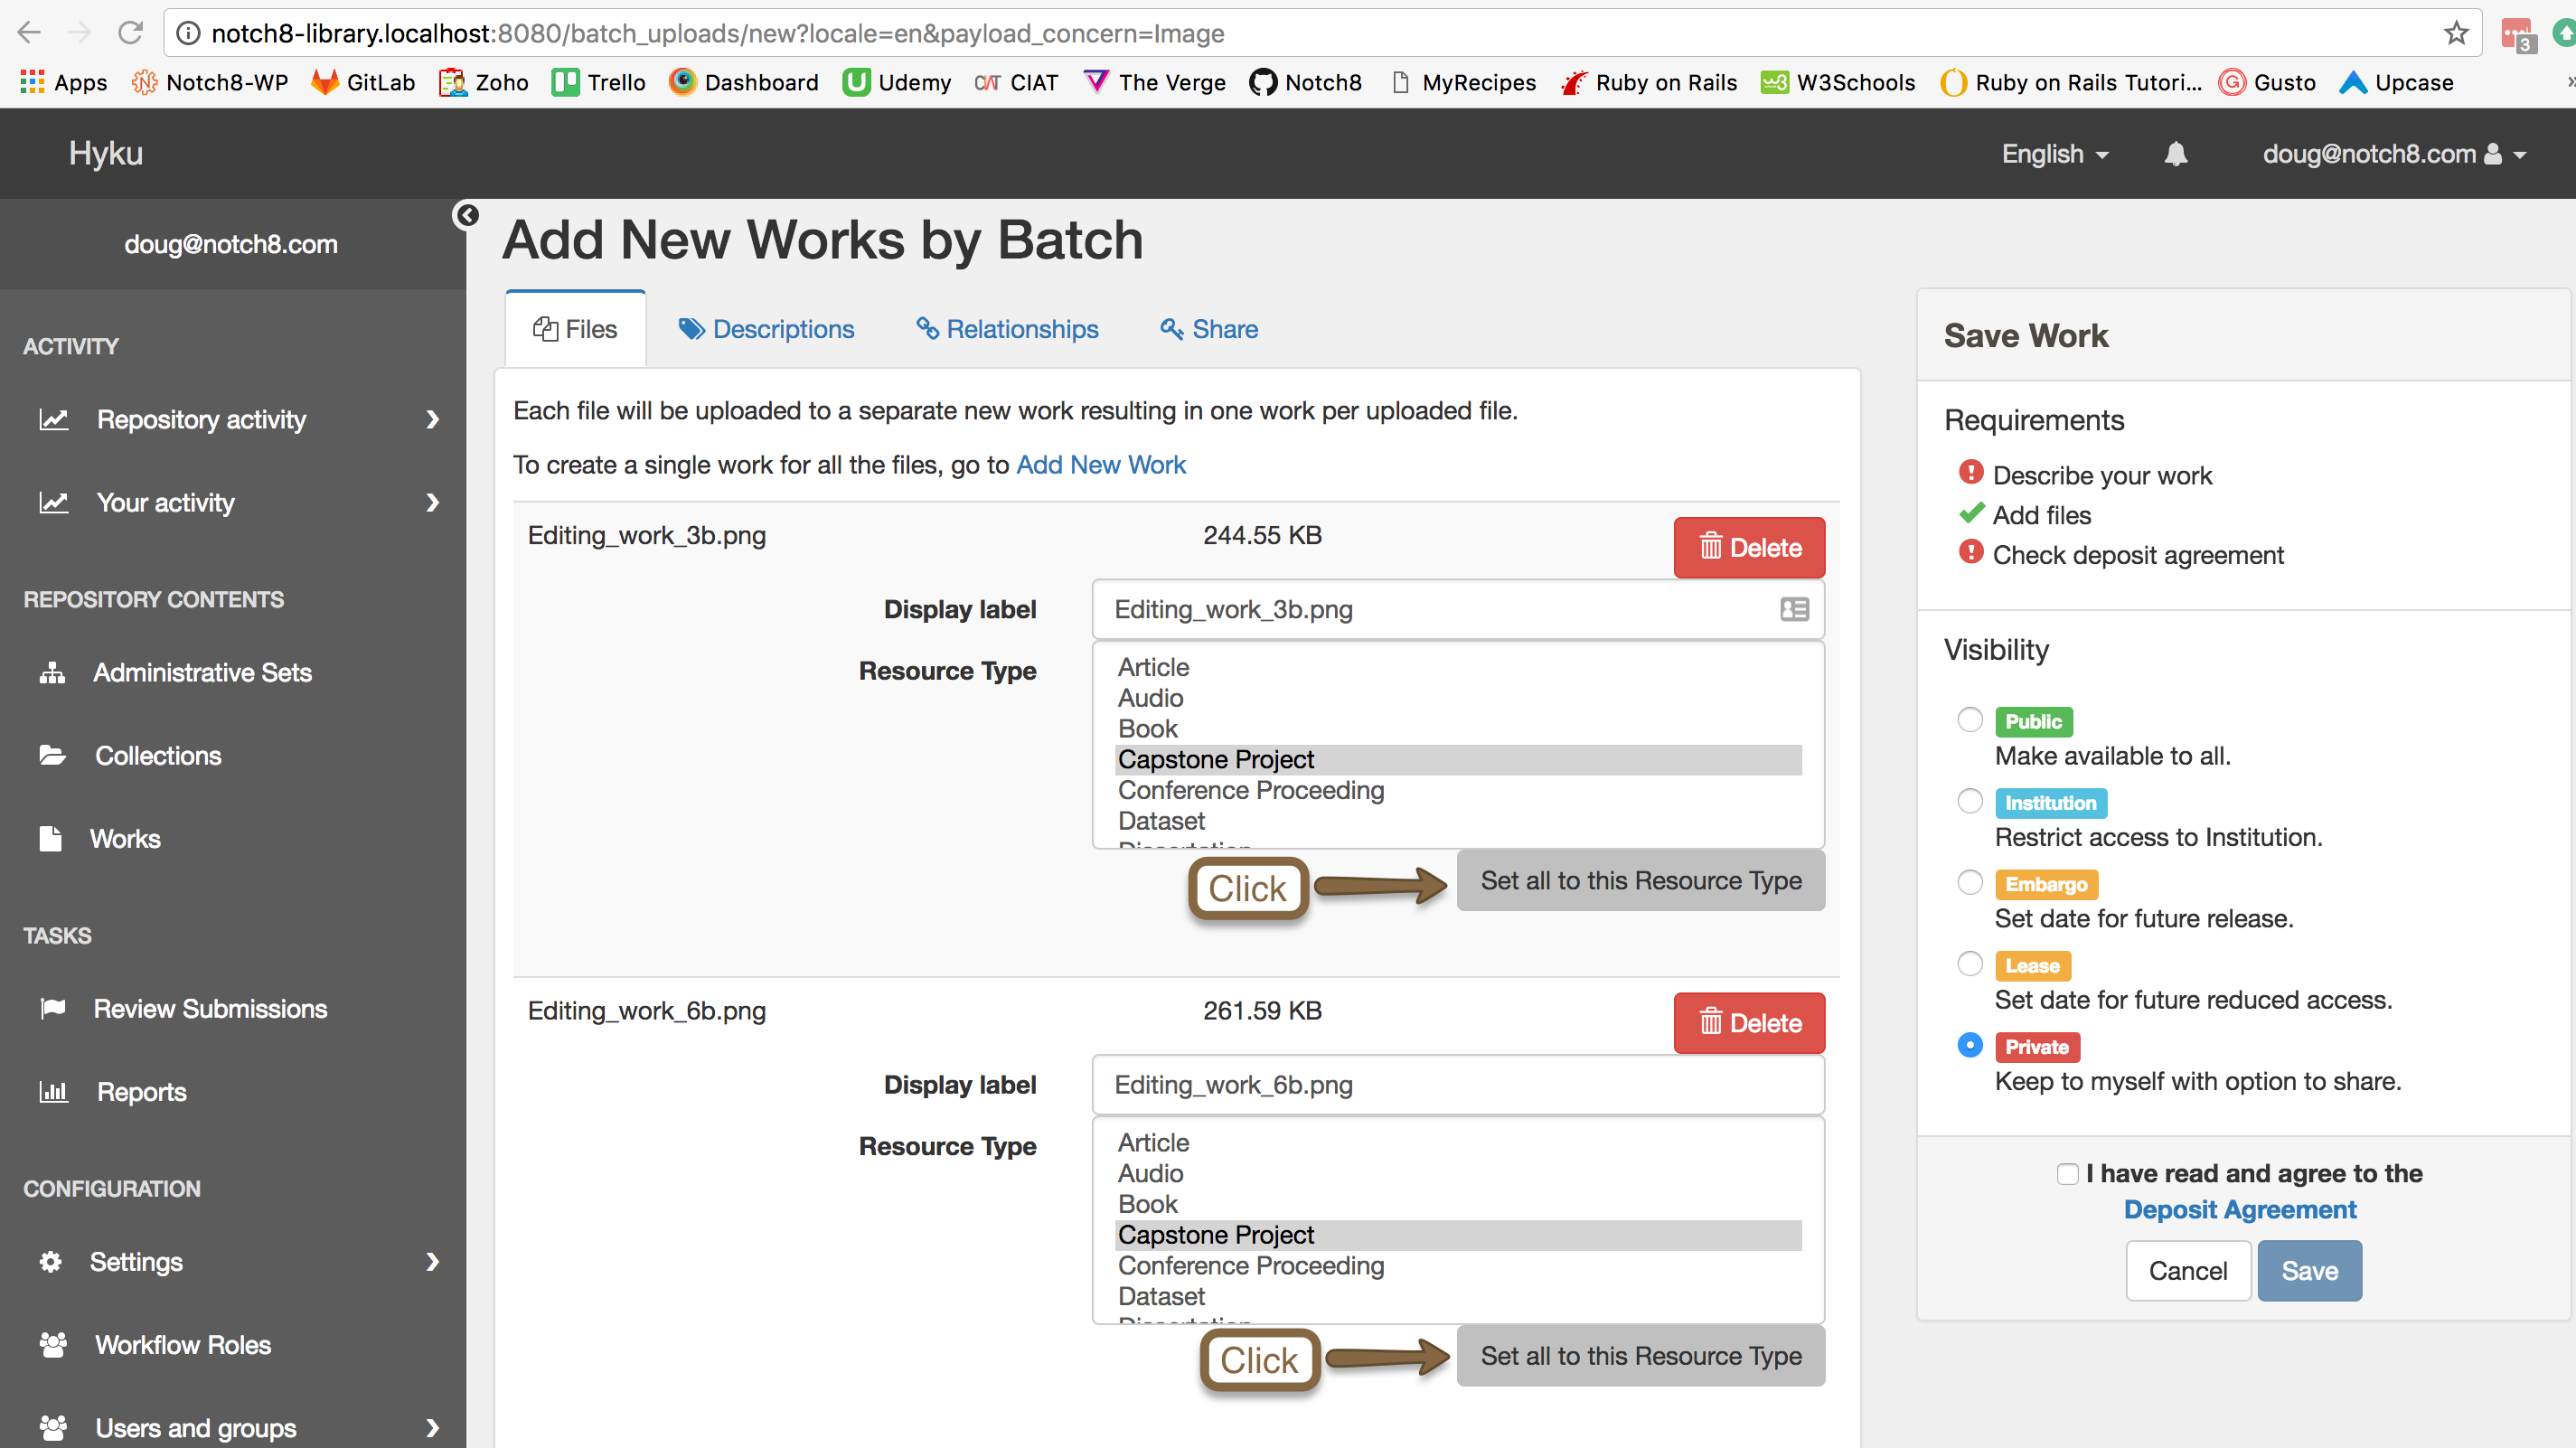 notch8-library.localhost:8080/batch_uploads/new?locale=en&payload_concern=Image
3
Apps Notch8-WP GitLab Zoho Trello Dashboard Udemy CIAT The Verge Notch8 MyRecipes Ruby on Rails W3Schools Ruby on Rails Tutori... Gusto Upcase
Hyku
English
doug@notch8.com
doug@notch8.com
ACTIVITY
Repository activity
Your activity
REPOSITORY CONTENTS
Administrative Sets
Collections
Works
TASKS
Review Submissions
Reports
CONFIGURATION
Settings
Workflow Roles
Users and groups
Add New Works by Batch
Files Descriptions Relationships Share
Each file will be uploaded to a separate new work resulting in one work per uploaded file.
To create a single work for all the files, go to Add New Work
Editing_work_3b.png 244.55 KB Delete
Display label Editing_work_3b.png
Resource Type
Article
Audio
Book
Capstone Project
Conference Proceeding
Dataset
Dissertation
Click Set all to this Resource Type
Editing_work_6b.png 261.59 KB Delete
Display label Editing_work_6b.png
Resource Type
Article
Audio
Book
Capstone Project
Conference Proceeding
Dataset
Dissertation
Click Set all to this Resource Type
Save Work
Requirements
Describe your work
Add files
Check deposit agreement
Visibility
Public
Make available to all.
Institution
Restrict access to Institution.
Embargo
Set date for future release.
Lease
Set date for future reduced access.
Private
Keep to myself with option to share.
I have read and agree to the
Deposit Agreement
Cancel Save